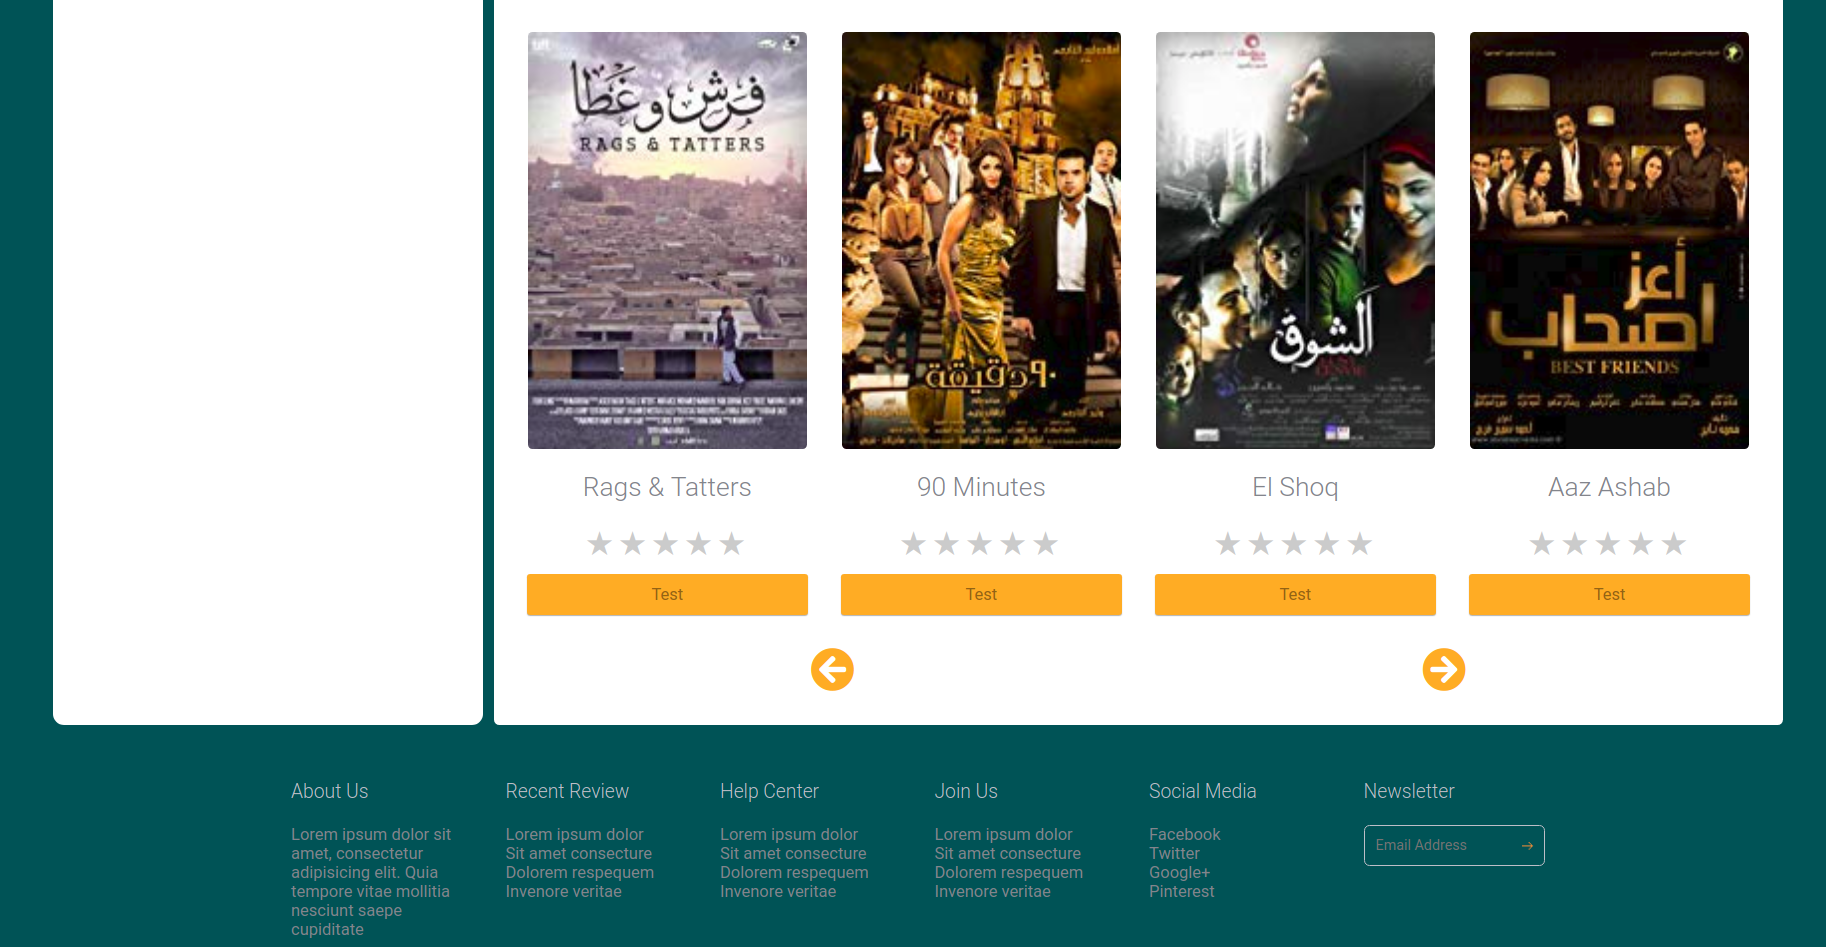 فرش وغطا
RAGS & TATTERS
٩٠ دقيقة
الشوق
أعز
اصحاب
BEST FRIENDS
Rags & Tatters
90 Minutes
El Shoq
Aaz Ashab
Test
Test
Test
Test
About Us
Lorem ipsum dolor sit
amet, consectetur
adipisicing elit. Quia
tempore vitae mollitia
nesciunt saepe
cupiditate
Recent Review
Lorem ipsum dolor
Sit amet consecture
Dolorem respequem
Invenore veritae
Help Center
Lorem ipsum dolor
Sit amet consecture
Dolorem respequem
Invenore veritae
Join Us
Lorem ipsum dolor
Sit amet consecture
Dolorem respequem
Invenore veritae
Social Media
Facebook
Twitter
Google+
Pinterest
Newsletter
Email Address